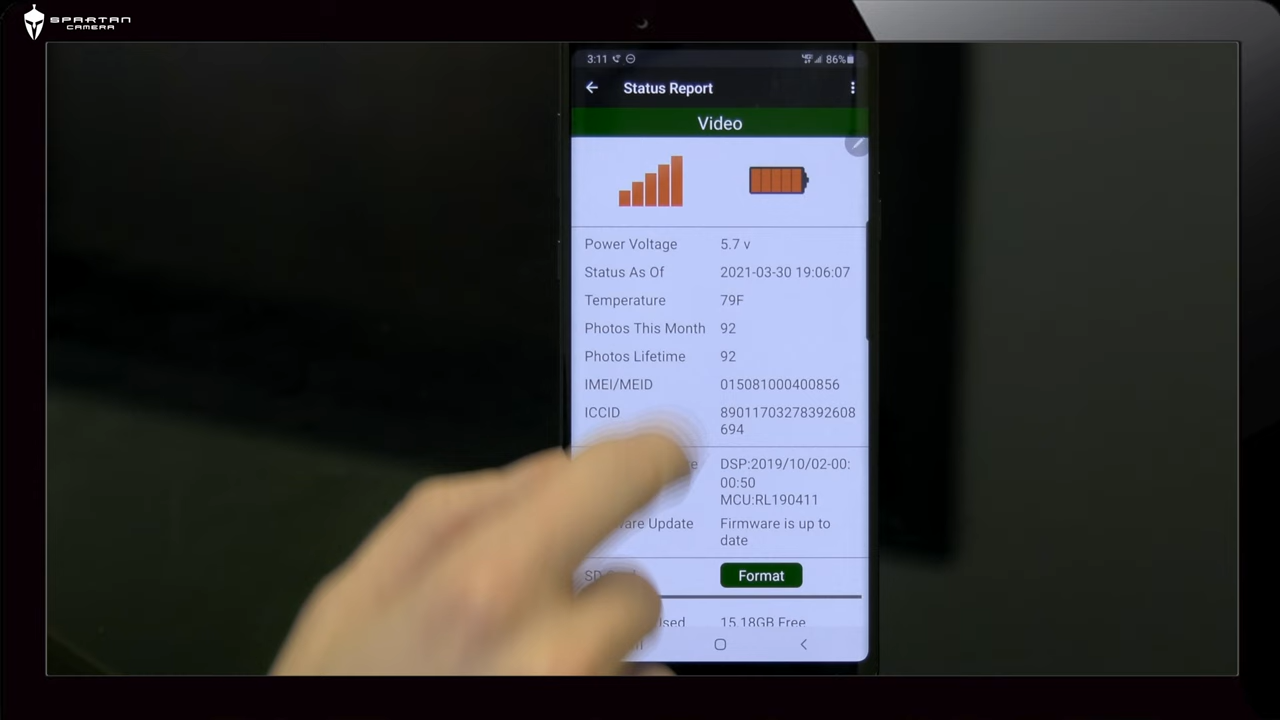 SPARTAN
CAMERA
3:11 86%
Status Report
Video
Power Voltage 5.7 v
Status As Of 2021-03-30 19:06:07
Temperature 79F
Photos This Month 92
Photos Lifetime 92
IMEI/MEID 015081000400856
ICCID 89011703278392608
694
DSP:2019/10/02-00:
00:50
MCU:RL190411
Update Firmware is up to
date
Format
15.18GB Free